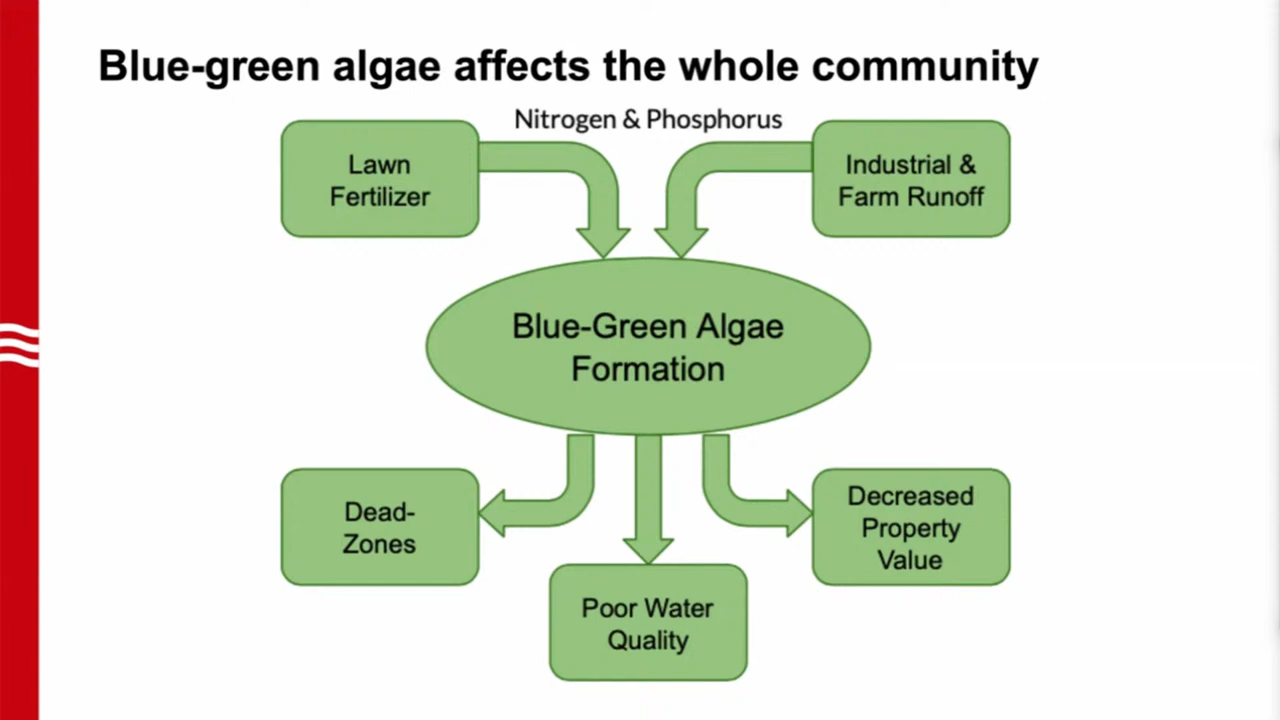 Blue-green algae affects the whole community
Nitrogen & Phosphorus
Lawn
Fertilizer
Industrial &
Farm Runoff
Blue-Green Algae
Formation
Dead-
Zones
Poor Water
Quality
Decreased
Property
Value